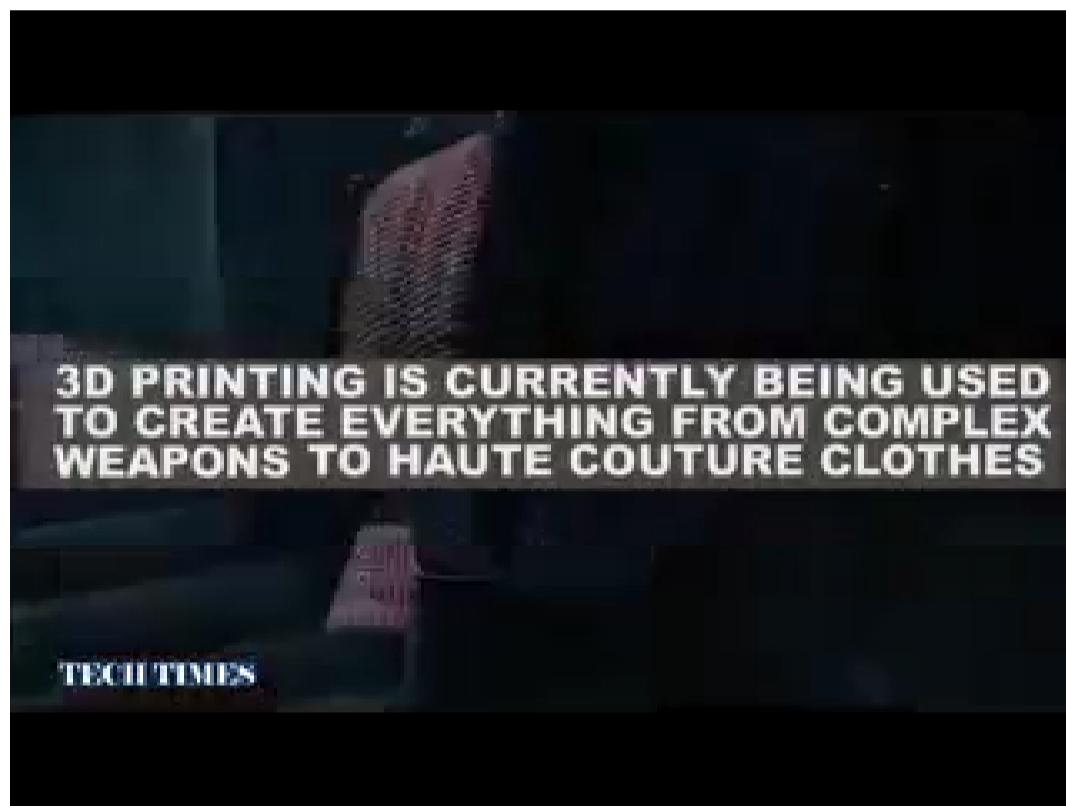 3D PRINTING IS CURRENTLY BEING USED
TO CREATE EVERYTHING FROM COMPLEX
WEAPONS TO HAUTE COUTURE CLOTHES
TECH TIMES